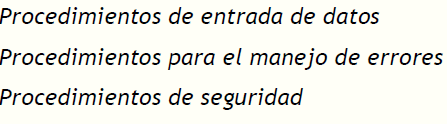 Procedimientos de entrada de datos
Procedimientos para el manejo de errores
Procedimientos de seguridad